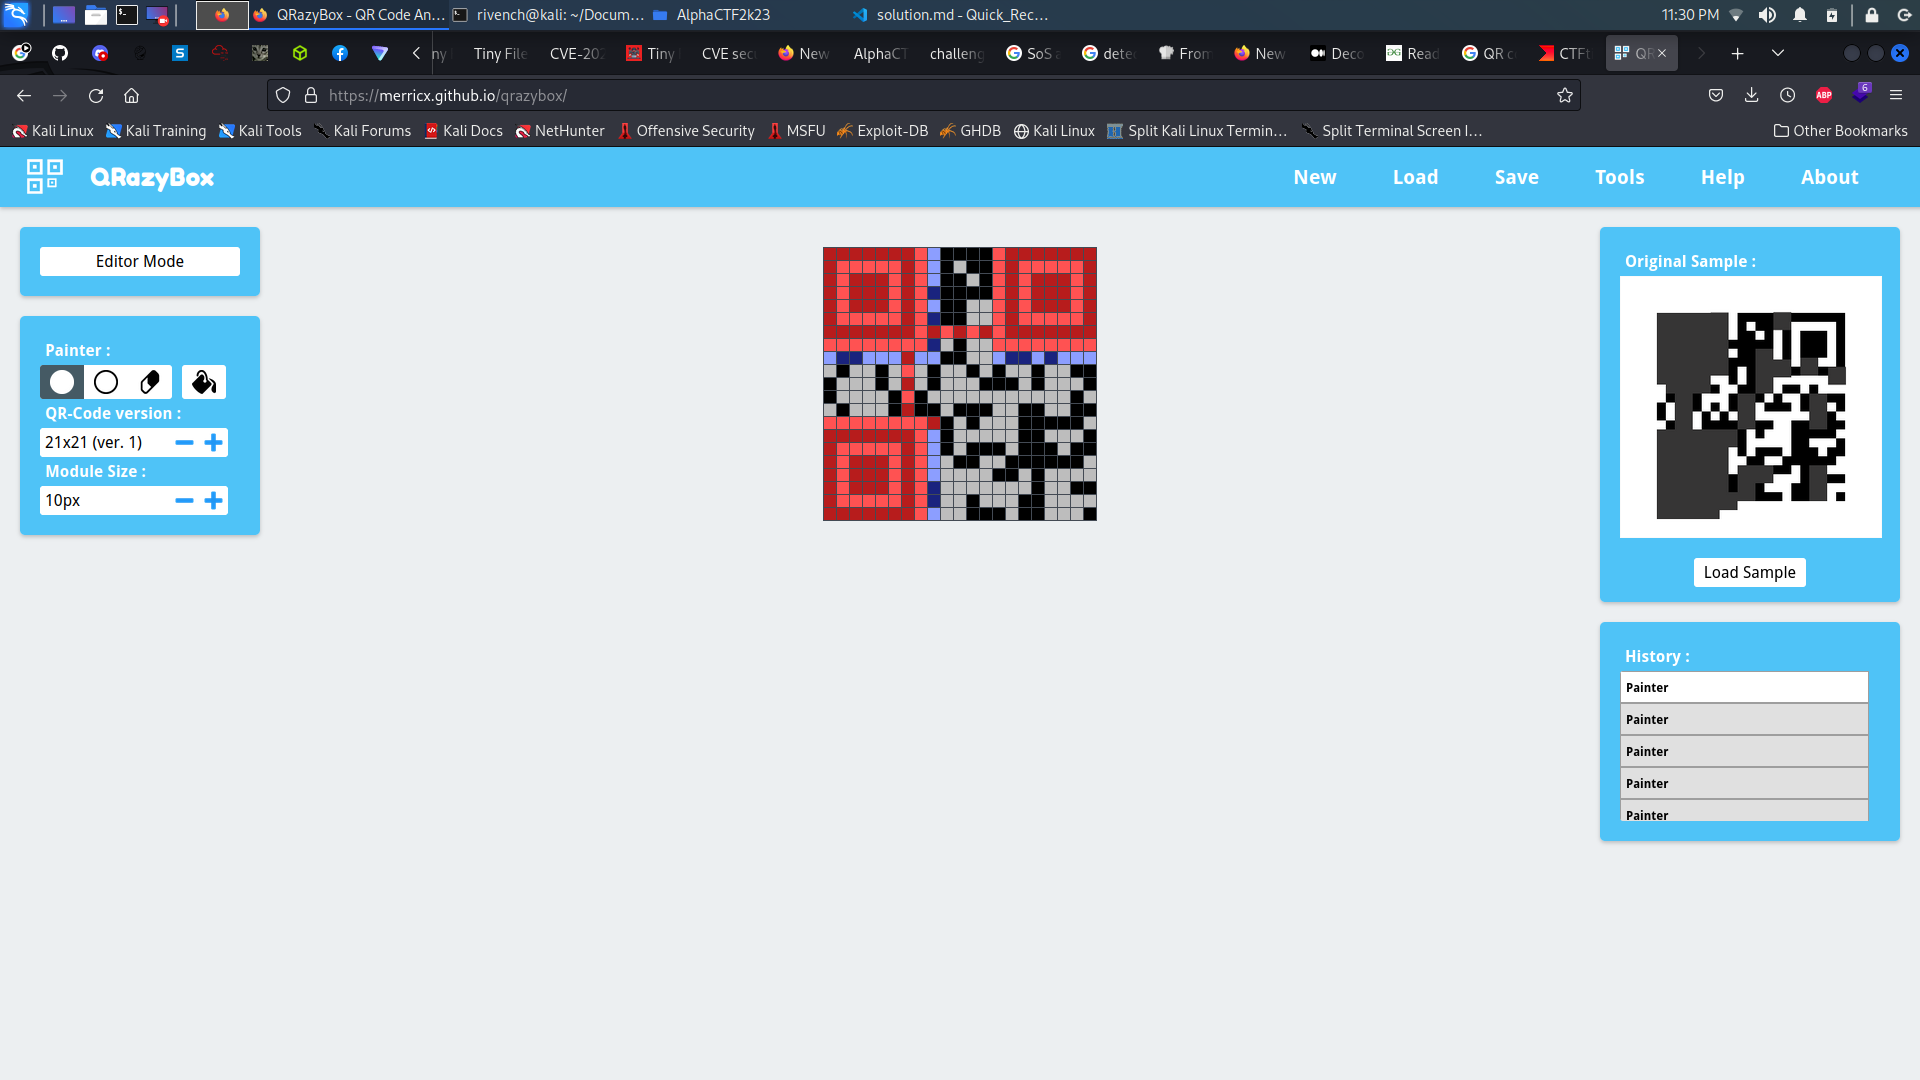 QRazyBox - QR Code An...
rivench@kali: ~/Docum...
AlphaCTF2k23
solution.md - Quick_Rec...
11:30 PM
ny
Tiny File
CVE-202
Tiny
CVE sec
New
AlphaCT
challeng
SoS a
dete
From
New
Deco
Read
QR c
CTFt
QR
https://merricx.github.io/qrazybox/
ABP
6
Kali Linux
Kali Training
Kali Tools
Kali Forums
Kali Docs
NetHunter
Offensive Security
MSFU
Exploit-DB
GHDB
Kali Linux
Split Kali Linux Termin...
Split Terminal Screen I...
Other Bookmarks
QRazyBox
New
Load
Save
Tools
Help
About
Editor Mode
Painter :
QR-Code version :
21x21 (ver. 1)
Module Size :
10px
Original Sample :
Load Sample
History :
Painter
Painter
Painter
Painter
Painter